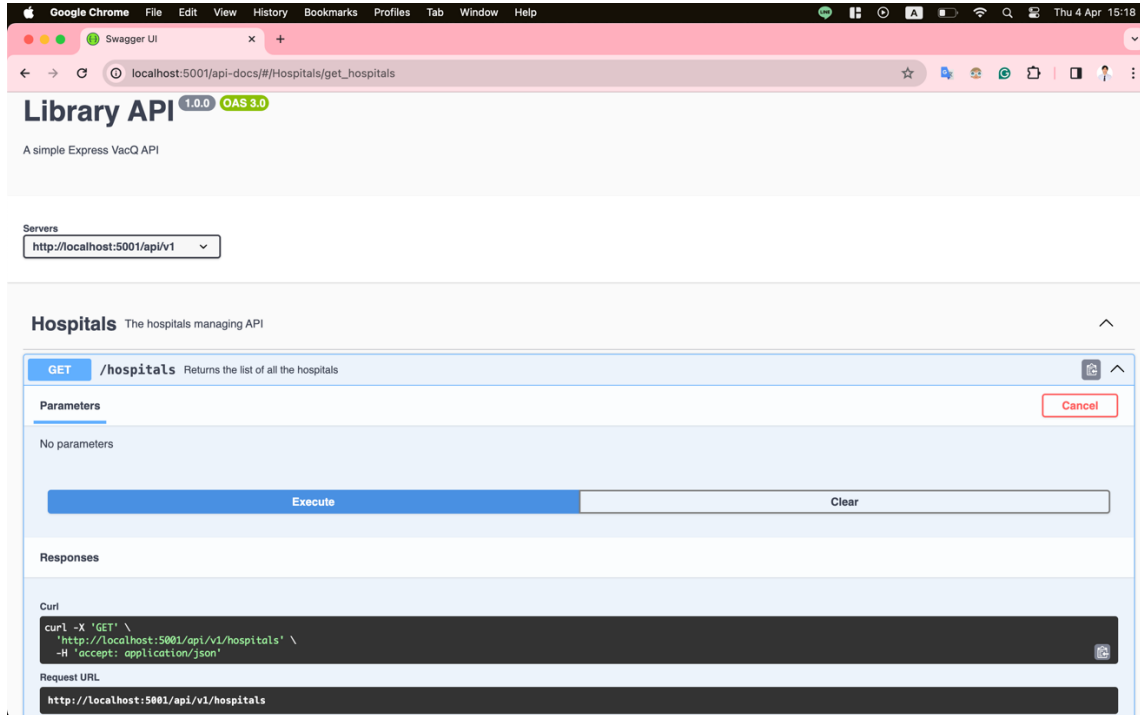 Google Chrome File Edit View History Bookmarks Profiles Tab Window Help LINE A Thu 4 Apr 15:18
Swagger UI
localhost:5001/api-docs/#/Hospitals/get_hospitals
Library API 1.0.0 OAS 3.0
A simple Express VacQ API
Servers
http://localhost:5001/api/v1
Hospitals The hospitals managing API
GET /hospitals Returns the list of all the hospitals
Parameters
Cancel
No parameters
Execute
Clear
Responses
Curl
curl -X 'GET' \
'http://localhost:5001/api/v1/hospitals' \
-H 'accept: application/json'
Request URL
http://localhost:5001/api/v1/hospitals